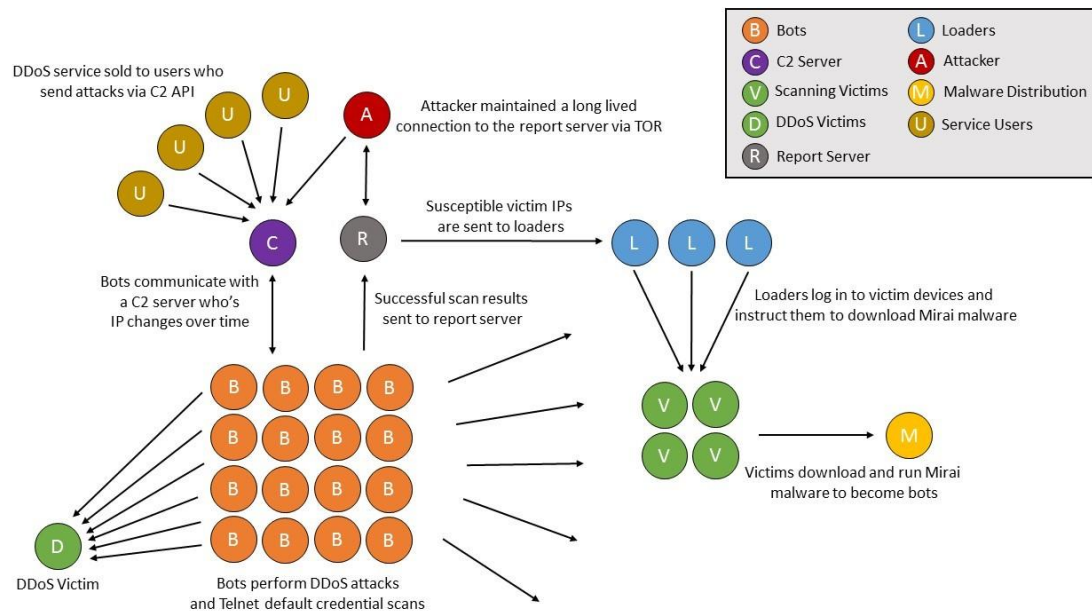 DDoS service sold to users who
send attacks via C2 API
U
U
U
U
A
Attacker maintained a long lived
connection to the report server via TOR
B Bots
C C2 Server
V Scanning Victims
D DDoS Victims
R Report Server
L Loaders
A Attacker
M Malware Distribution
U Service Users
C
R
Susceptible victim IPs
are sent to loaders
L L L
Bots communicate with
a C2 server who's
IP changes over time
Successful scan results
sent to report server
Loaders log in to victim devices and
instruct them to download Mirai malware
B B B B
B B B B
B B B B
B B B B
V V
V V
M
Victims download and run Mirai
malware to become bots
D
DDoS Victim
Bots perform DDoS attacks
and Telnet default credential scans